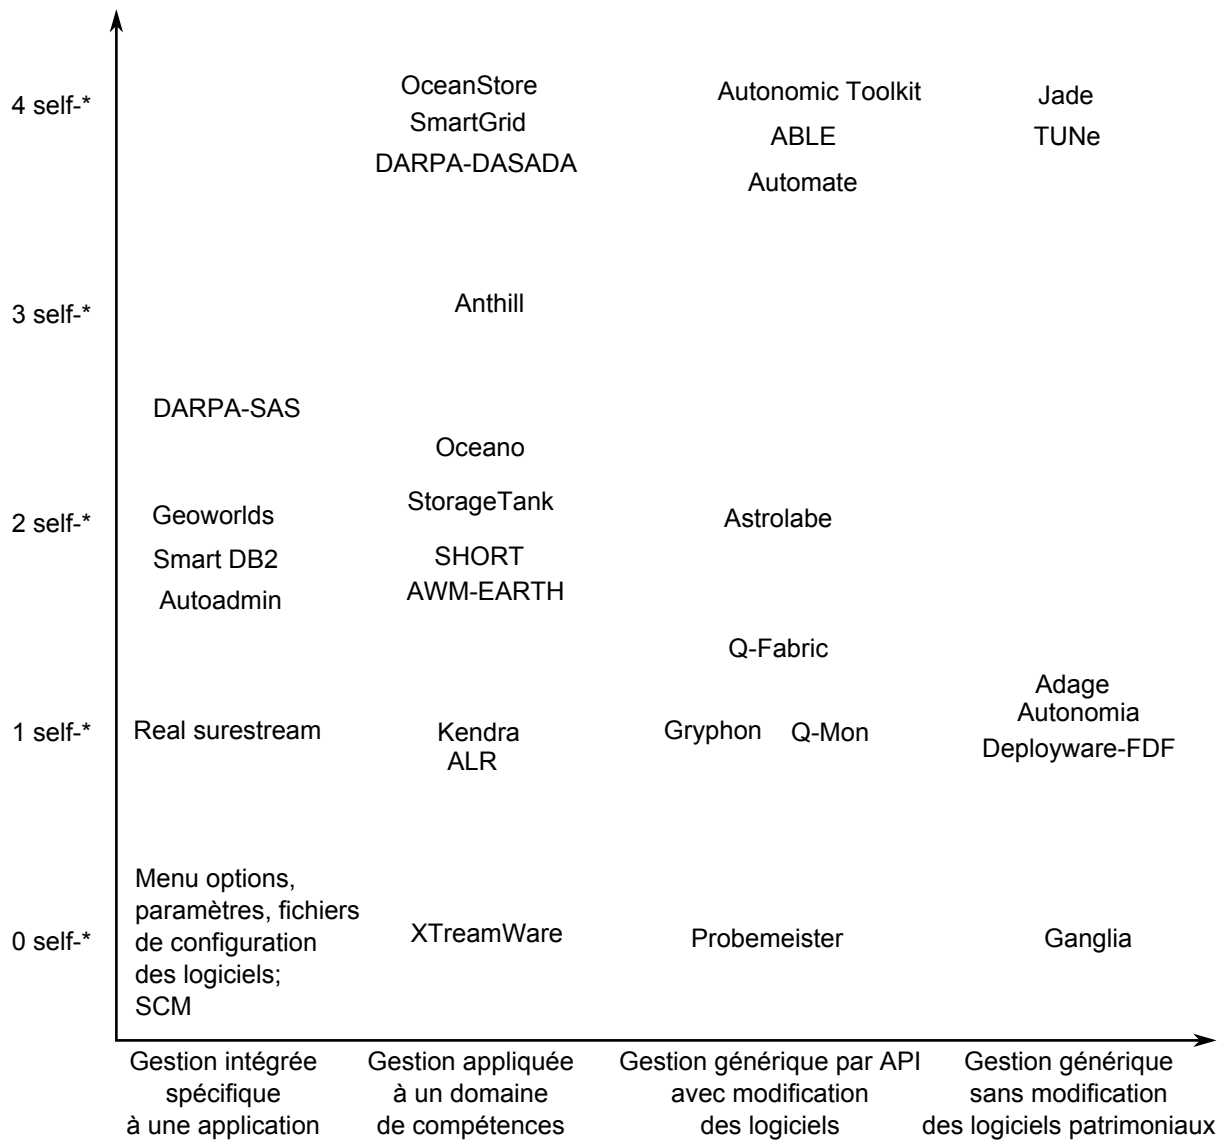 4 self-*
OceanStore
SmartGrid
DARPA-DASADA
Autonomic Toolkit
ABLE
Automate
Jade
TUNe
3 self-*
Anthill
DARPA-SAS
Oceano
2 self-*
Geoworlds
Smart DB2
Autoadmin
StorageTank
SHORT
AWM-EARTH
Astrolabe
Q-Fabric
1 self-*
Real surestream
Kendra
ALR
Gryphon
Q-Mon
Adage
Autonomia
Deployware-FDF
0 self-*
Menu options,
paramètres, fichiers
de configuration
des logiciels;
SCM
XTreamWare
Probemeister
Ganglia
Gestion intégrée
spécifique
à une application
Gestion appliquée
à un domaine
de compétences
Gestion générique par API
avec modification
des logiciels
Gestion générique
sans modification
des logiciels patrimoniaux